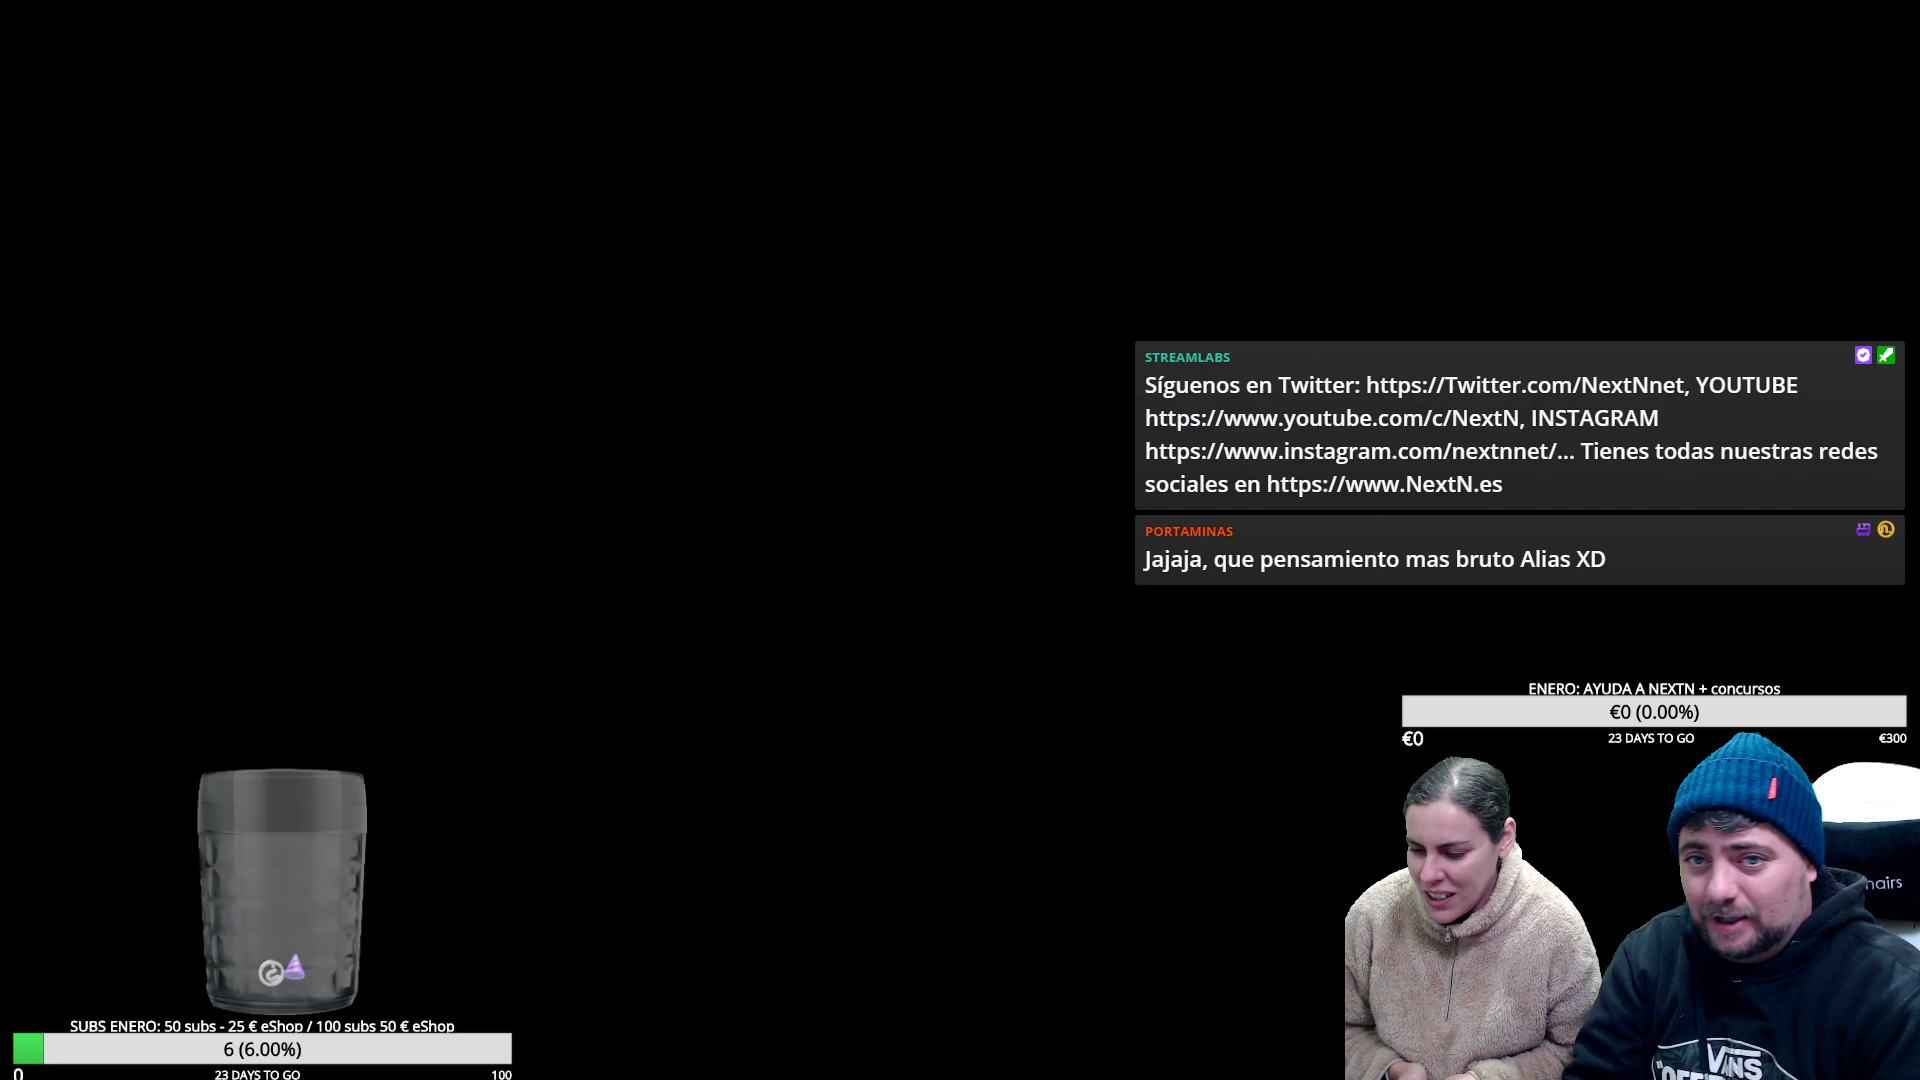 STREAMLABS
Síguenos en Twitter: https://Twitter.com/NextNnet, YOUTUBE
https://www.youtube.com/c/NextN, INSTAGRAM
https://www.instagram.com/nextnnet/... Tienes todas nuestras redes
sociales en https://www.NextN.es
PORTAMINAS
Jajaja, que pensamiento mas bruto Alias XD
ENERO: AYUDA A NEXTN + concursos
€0 (0.00%)
€0 23 DAYS TO GO €300
hairs
VANS
SUBS ENERO: 50 subs - 25 € eShop / 100 subs 50 € eShop
6 (6.00%)
0 23 DAYS TO GO 100